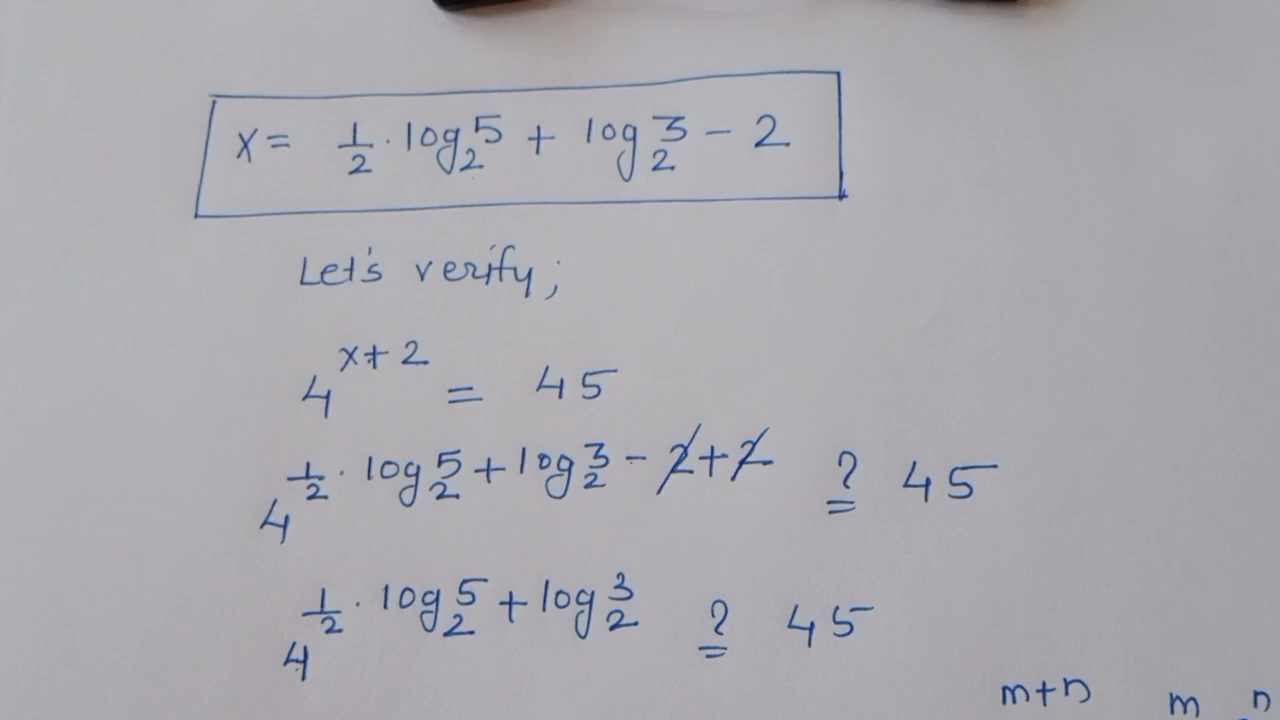 x = 1/2 · log₂5 + log₂3 - 2
Let's verify;
4^(x+2) = 45
4^(1/2 · log₂5 + log₂3 - 2 + 2) ≟ 45
4^(1/2 · log₂5 + log₂3) ≟ 45
m+n m n